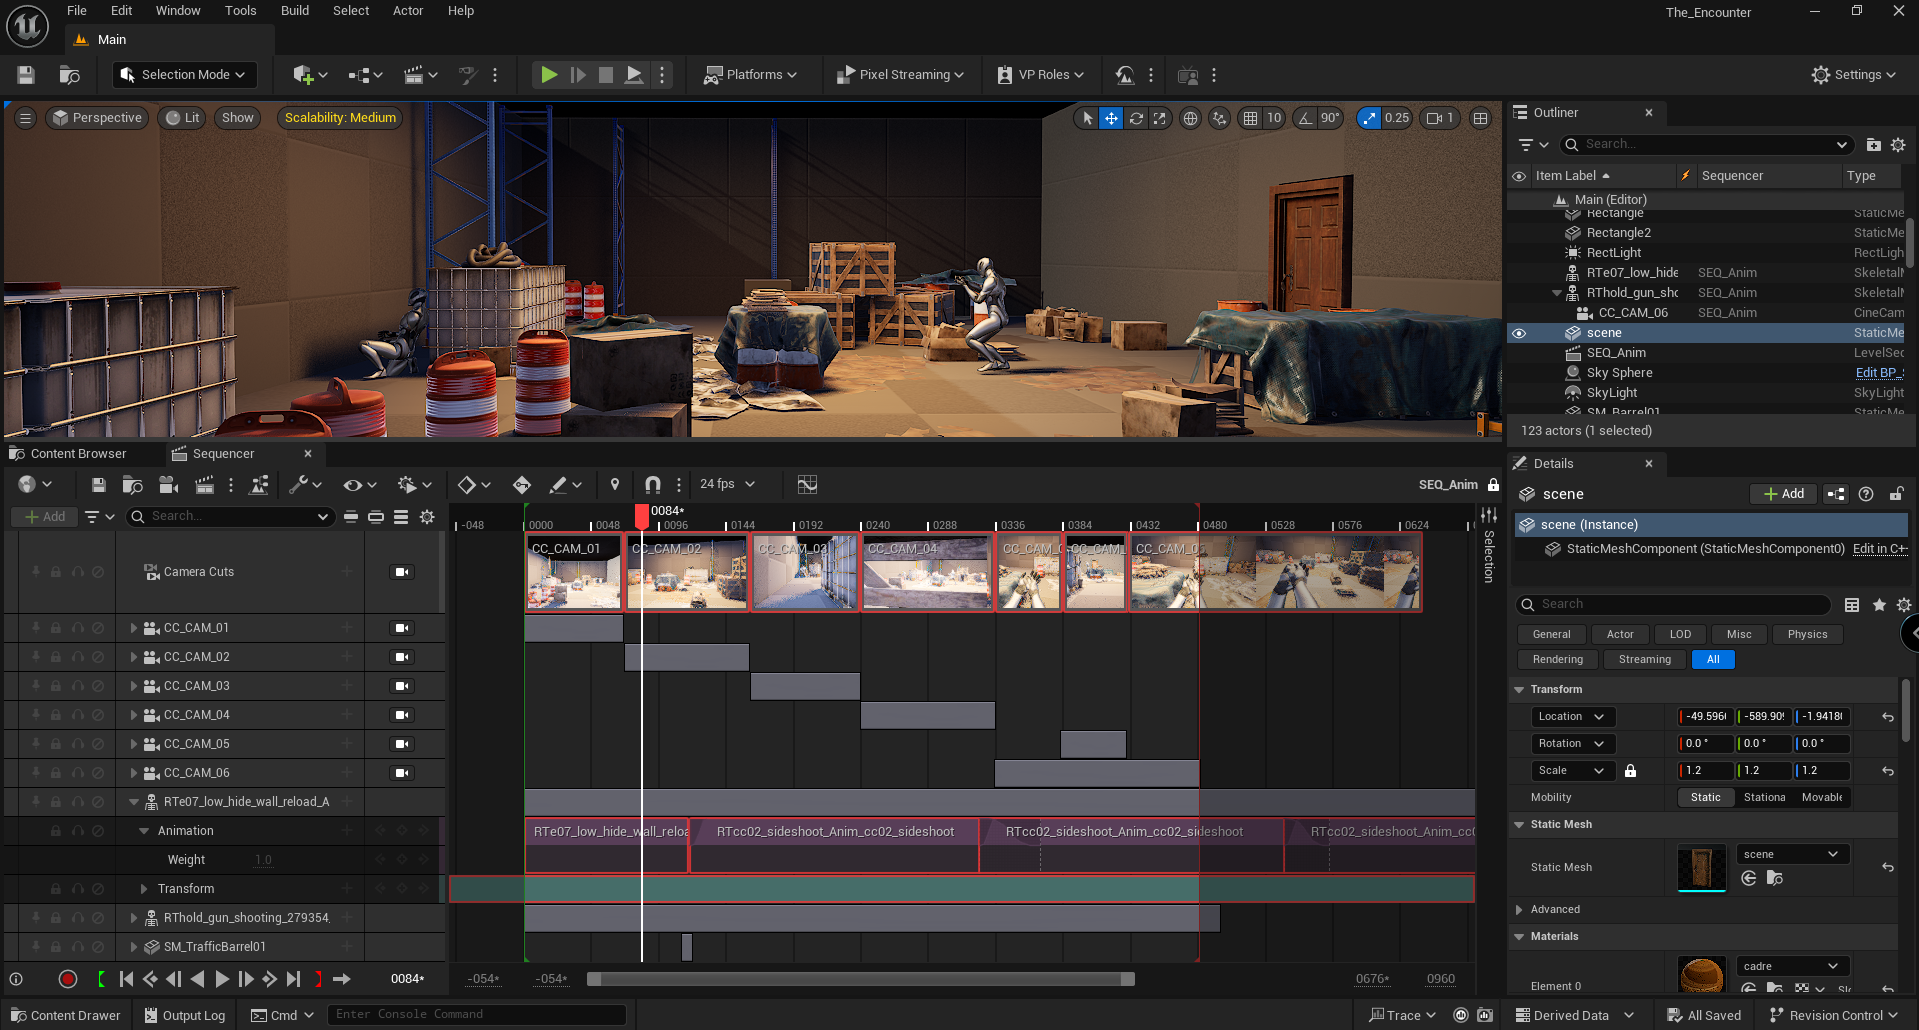 File Edit Window Tools Build Select Actor Help
The_Encounter
Main
Selection Mode
Platforms
Pixel Streaming
VP Roles
Settings
Perspective Lit Show Scalability: Medium
10 90° 0.25 1
Outliner
Search...
Item Label Sequencer Type
Main (Editor)
Rectangle StaticMe
Rectangle2 StaticMe
RectLight RectLigh
RTe07_low_hide SEQ_Anim Skeletal
RThold_gun_sho SEQ_Anim Skeletal
CC_CAM_06 SEQ_Anim CineCam
scene StaticMe
SEQ_Anim LevelSec
Sky Sphere Edit BP_
SkyLight SkyLight
SM_Barrel01 StaticMe
123 actors (1 selected)
Content Browser
Sequencer
24 fps
SEQ_Anim
Add
Search...
0084*
-048 0000 0048 0096 0144 0192 0240 0288 0336 0384 0432 0480 0528 0576 0624
Selection
Camera Cuts
CC_CAM_01 CC_CAM_02 CC_CAM_03 CC_CAM_04 CC_CAM_0 CC_CAM_ CC_CAM_0
CC_CAM_01
CC_CAM_02
CC_CAM_03
CC_CAM_04
CC_CAM_05
CC_CAM_06
RTe07_low_hide_wall_reload_A
Animation
RTe07_low_hide_wall_reloa RTcc02_sideshoot_Anim_cc02_sideshoot RTcc02_sideshoot_Anim_cc02_sideshoot RTcc02_sideshoot_Anim_cc
Weight 1.0
Transform
RThold_gun_shooting_279354_
SM_TrafficBarrel01
0084*
-054* -054* 0676* 0960
Details
scene
Add
scene (Instance)
StaticMeshComponent (StaticMeshComponent0) Edit in C++
Search
General Actor LOD Misc Physics
Rendering Streaming All
Transform
Location -49.596 -589.909 -1.9418
Rotation 0.0 ° 0.0 ° 0.0 °
Scale 1.2 1.2 1.2
Mobility Static Stationa Movable
Static Mesh
Static Mesh scene
Advanced
Materials
Element 0 cadre
Content Drawer
Output Log
Cmd
Enter Console Command
Trace
Derived Data
All Saved
Revision Control